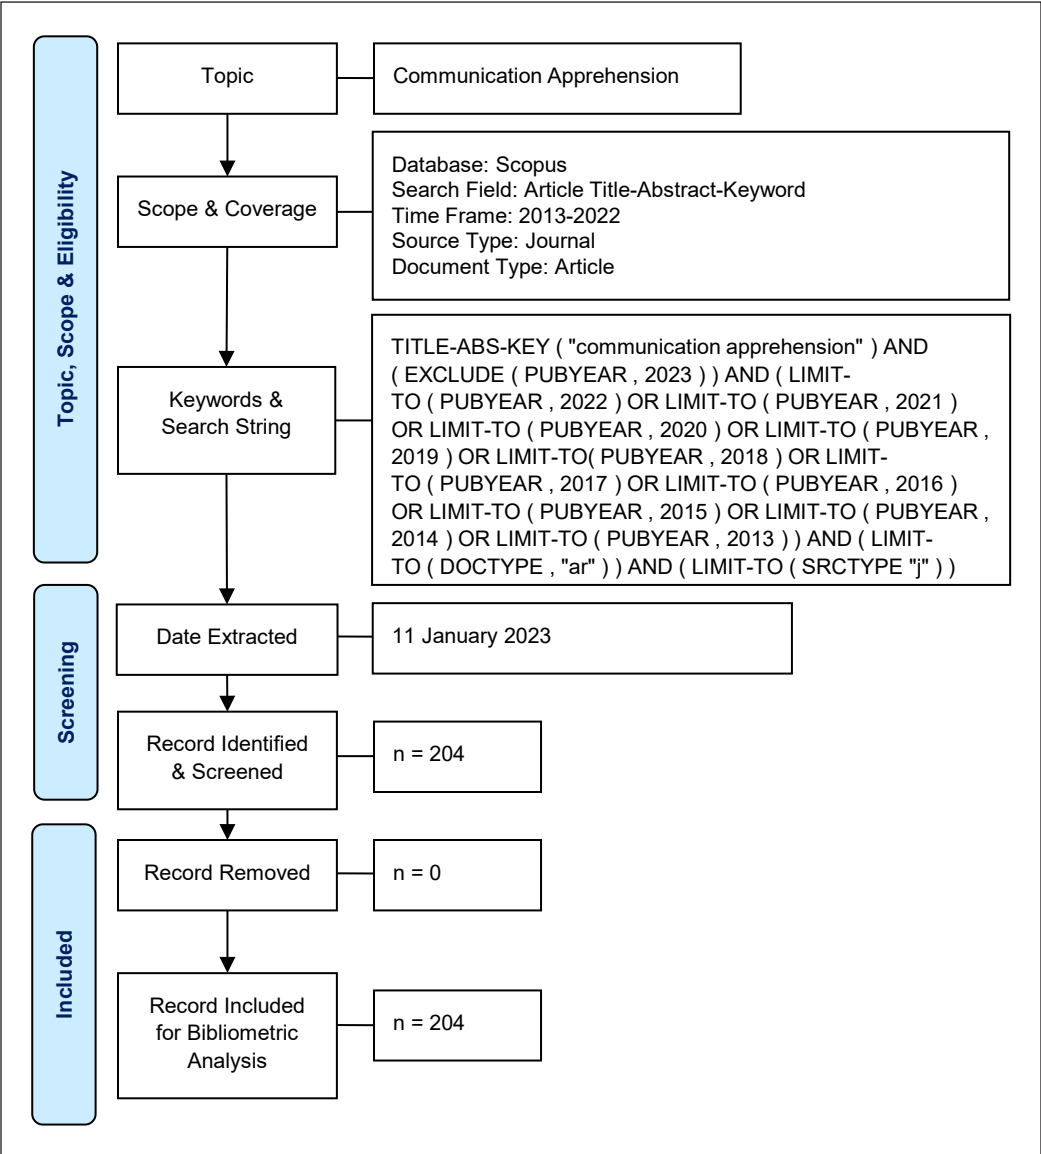 Topic, Scope & Eligibility
Topic
Communication Apprehension
Scope & Coverage
Database: Scopus
Search Field: Article Title-Abstract-Keyword
Time Frame: 2013-2022
Source Type: Journal
Document Type: Article
Keywords &
Search String
TITLE-ABS-KEY ( "communication apprehension" ) AND
( EXCLUDE ( PUBYEAR , 2023 ) ) AND ( LIMIT-
TO ( PUBYEAR , 2022 ) OR LIMIT-TO ( PUBYEAR , 2021 )
OR LIMIT-TO ( PUBYEAR , 2020 ) OR LIMIT-TO ( PUBYEAR ,
2019 ) OR LIMIT-TO( PUBYEAR , 2018 ) OR LIMIT-
TO ( PUBYEAR , 2017 ) OR LIMIT-TO ( PUBYEAR , 2016 )
OR LIMIT-TO ( PUBYEAR , 2015 ) OR LIMIT-TO ( PUBYEAR ,
2014 ) OR LIMIT-TO ( PUBYEAR , 2013 ) ) AND ( LIMIT-
TO ( DOCTYPE , "ar" ) ) AND ( LIMIT-TO ( SRCTYPE "j" ) )
Screening
Date Extracted
11 January 2023
Record Identified
& Screened
n = 204
Included
Record Removed
n = 0
Record Included
for Bibliometric
Analysis
n = 204